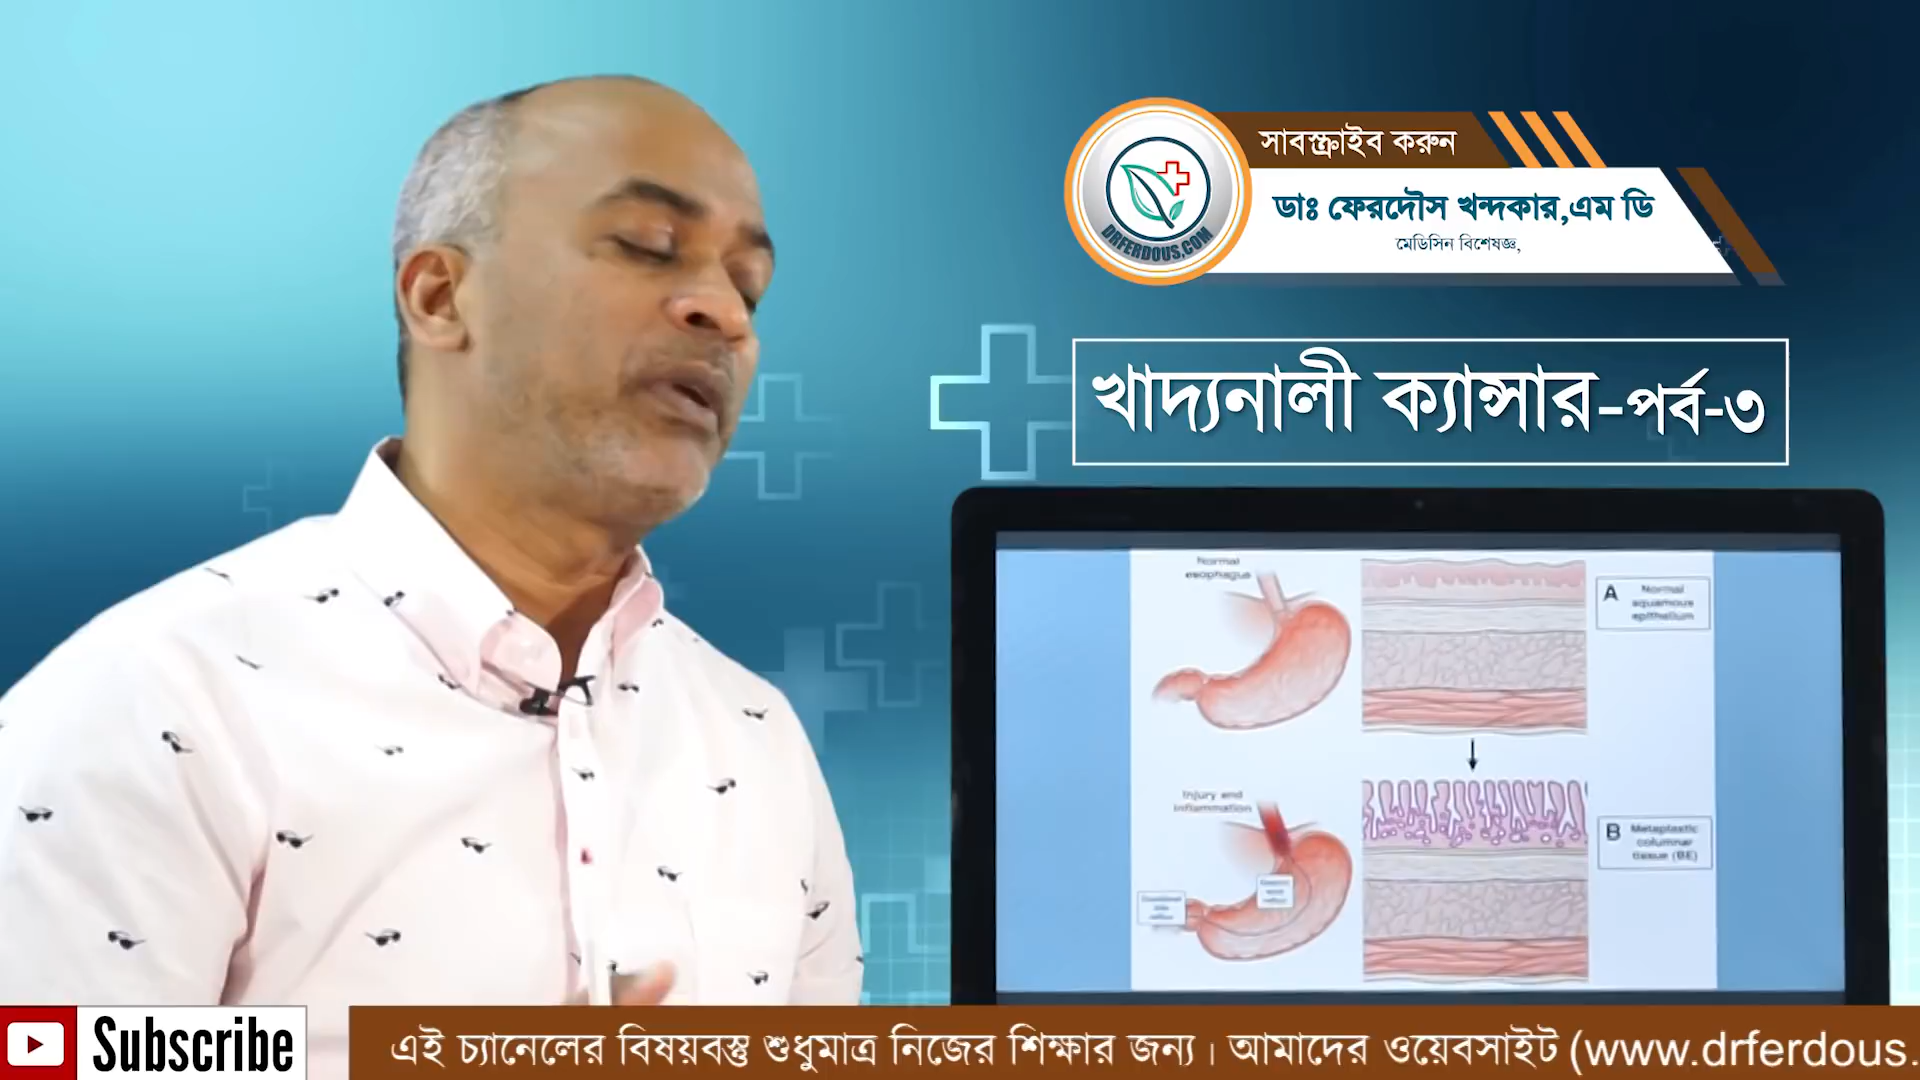 সাবস্ক্রাইব করুন
ডাঃ ফেরদৌস খন্দকার,এম ডি
মেডিসিন বিশেষজ্ঞ,
DRFERDOUS.COM
খাদ্যনালী ক্যান্সার-পর্ব-৩
Normal
esophagus
A Normal
squamous
epithelium
Injury and
inflammation
B Metaplastic
columnar
tissue (BE)
Subscribe
এই চ্যানেলের বিষয়বস্তু শুধুমাত্র নিজের শিক্ষার জন্য। আমাদের ওয়েবসাইট (www.drferdous.